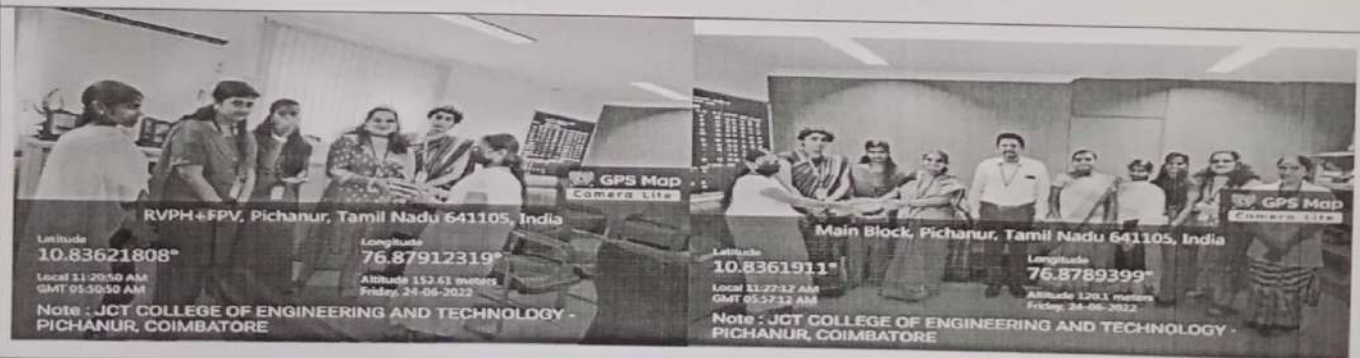 GPS Map
Camera Lite
RVPH+FPV, Pichanur, Tamil Nadu 641105, India
Latitude
10.83621808°
Longitude
76.87912319°
Local 11:20:50 AM
GMT 05:50:50 AM
Altitude 152.61 meters
Friday, 24-06-2022
Note : JCT COLLEGE OF ENGINEERING AND TECHNOLOGY -
PICHANUR, COIMBATORE
GPS Map
Camera Lite
Main Block, Pichanur, Tamil Nadu 641105, India
Latitude
10.8361911°
Longitude
76.8789399°
Local 11:27:12 AM
GMT 05:57:12 AM
Altitude 120.1 meters
Friday, 24-06-2022
Note : JCT COLLEGE OF ENGINEERING AND TECHNOLOGY -
PICHANUR, COIMBATORE